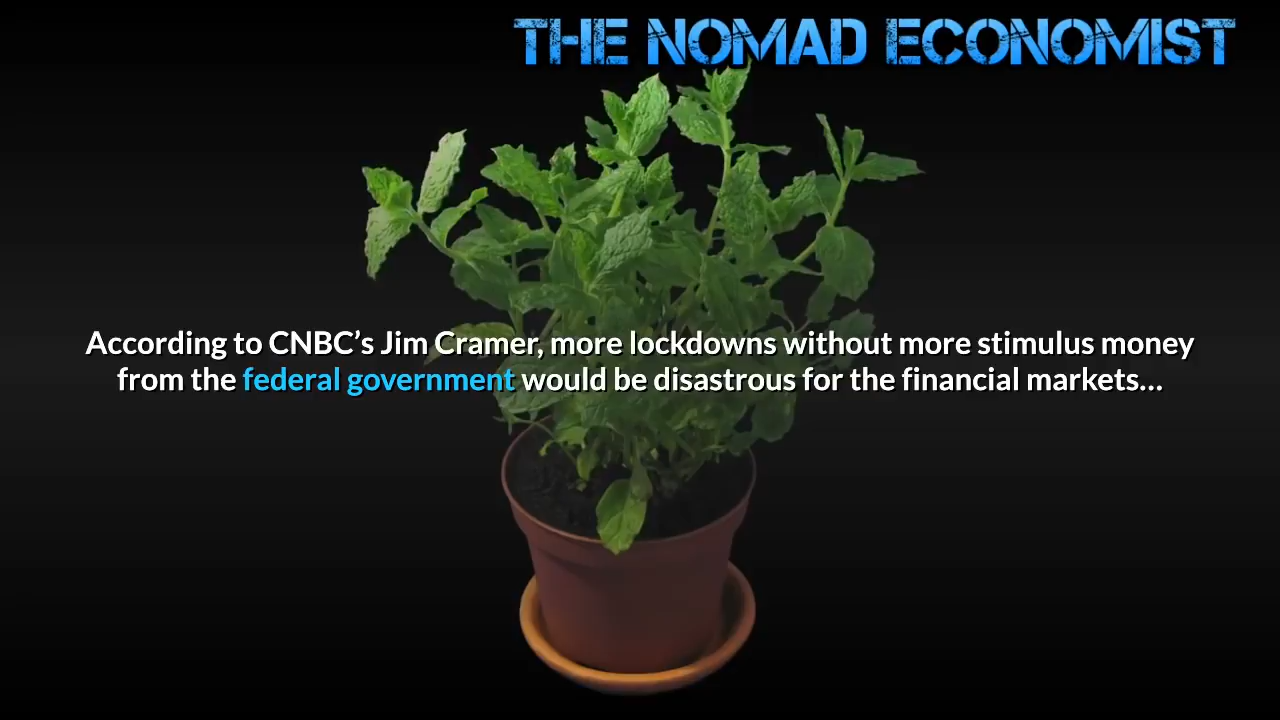 THE NOMAD ECONOMIST
According to CNBC’s Jim Cramer, more lockdowns without more stimulus money
from the federal government would be disastrous for the financial markets...